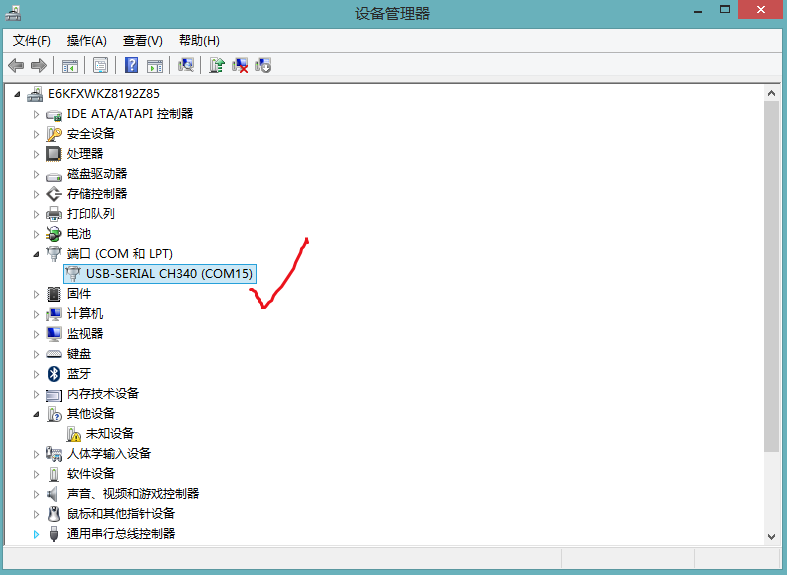 设备管理器
文件(F) 操作(A) 查看(V) 帮助(H)
E6KFXWKZ8192Z85
IDE ATA/ATAPI 控制器
安全设备
处理器
磁盘驱动器
存储控制器
打印队列
电池
端口 (COM 和 LPT)
USB-SERIAL CH340 (COM15)
固件
计算机
监视器
键盘
蓝牙
内存技术设备
其他设备
未知设备
人体学输入设备
软件设备
声音、视频和游戏控制器
鼠标和其他指针设备
通用串行总线控制器